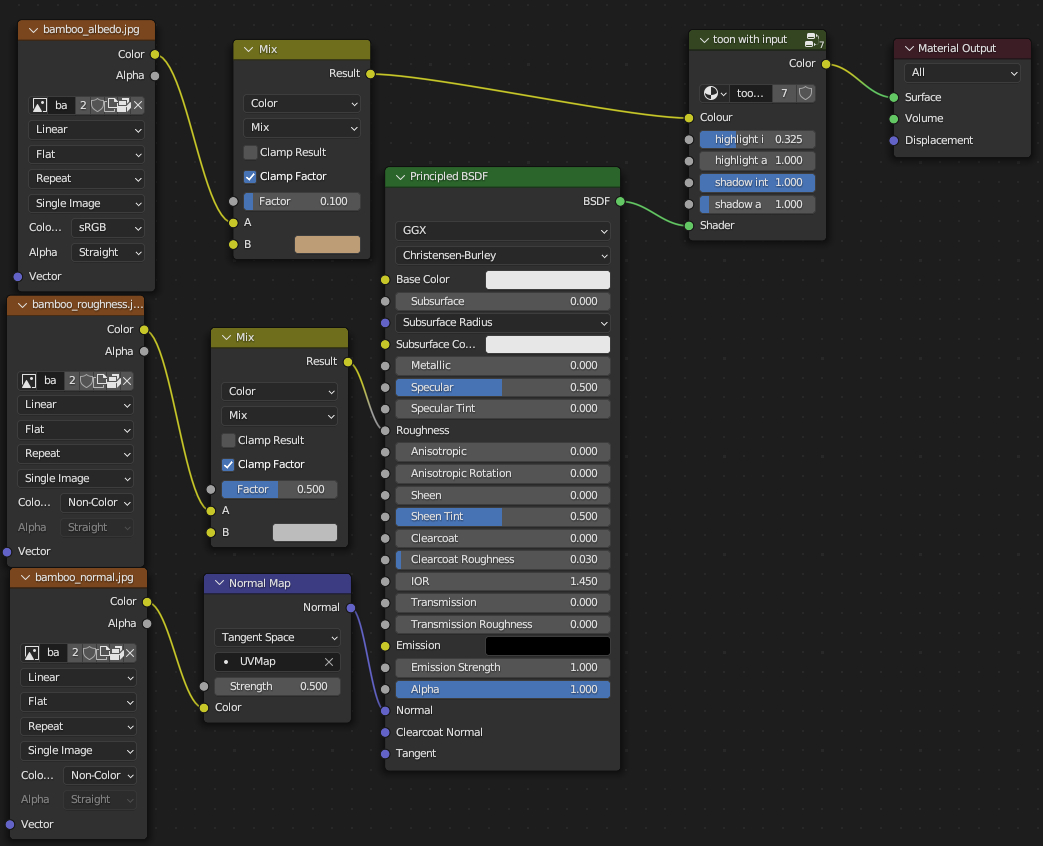 bamboo_albedo.jpg
Color
Alpha
ba 2
Linear
Flat
Repeat
Single Image
Colo... sRGB
Alpha Straight
Vector
bamboo_roughness.j...
Color
Alpha
ba 2
Linear
Flat
Repeat
Single Image
Colo... Non-Color
Alpha Straight
Vector
bamboo_normal.jpg
Color
Alpha
ba 2
Linear
Flat
Repeat
Single Image
Colo... Non-Color
Alpha Straight
Vector
Mix
Result
Color
Mix
Clamp Result
Clamp Factor
Factor 0.100
A
B
Mix
Result
Color
Mix
Clamp Result
Clamp Factor
Factor 0.500
A
B
Normal Map
Normal
Tangent Space
UVMap
Strength 0.500
Color
Principled BSDF
BSDF
GGX
Christensen-Burley
Base Color
Subsurface 0.000
Subsurface Radius
Subsurface Co...
Metallic 0.000
Specular 0.500
Specular Tint 0.000
Roughness
Anisotropic 0.000
Anisotropic Rotation 0.000
Sheen 0.000
Sheen Tint 0.500
Clearcoat 0.000
Clearcoat Roughness 0.030
IOR 1.450
Transmission 0.000
Transmission Roughness 0.000
Emission
Emission Strength 1.000
Alpha 1.000
Normal
Clearcoat Normal
Tangent
toon with input 7
Color
too... 7
Colour
highlight i 0.325
highlight a 1.000
shadow int 1.000
shadow a 1.000
Shader
Material Output
All
Surface
Volume
Displacement